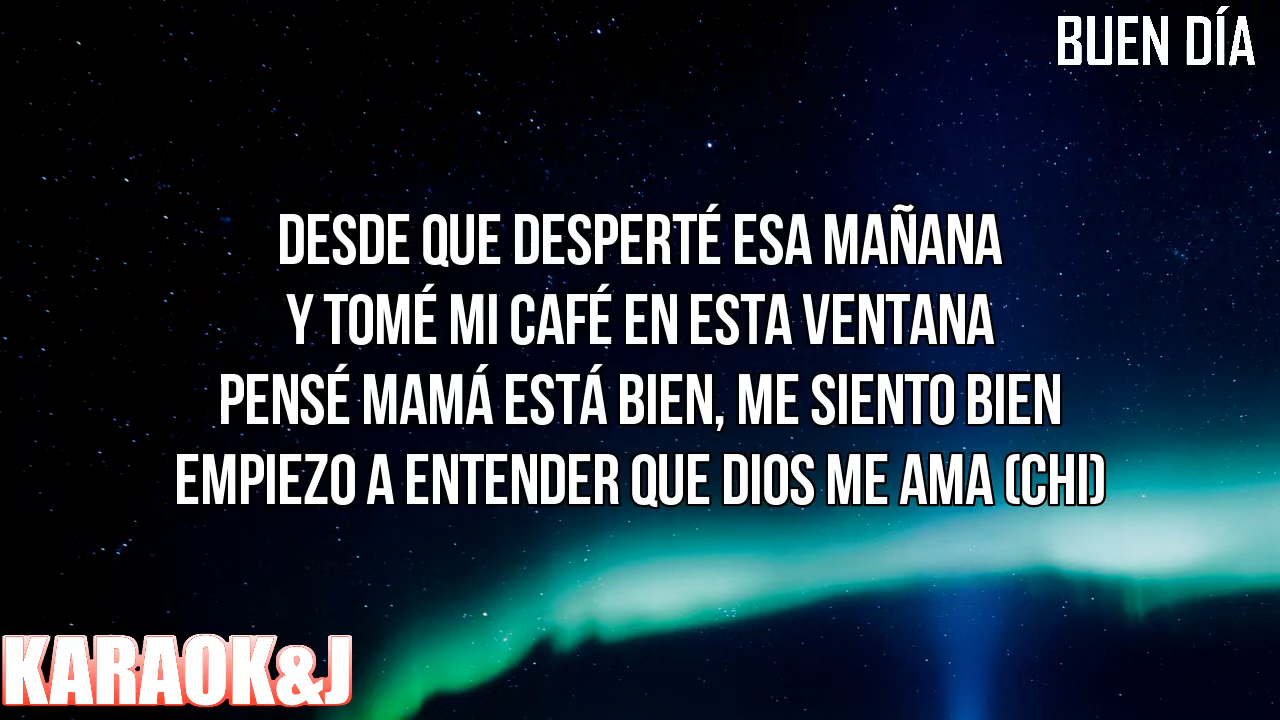 BUEN DÍA
DESDE QUE DESPERTÉ ESA MAÑANA
Y TOMÉ MI CAFÉ EN ESTA VENTANA
PENSÉ MAMÁ ESTÁ BIEN, ME SIENTO BIEN
EMPIEZO A ENTENDER QUE DIOS ME AMA (CHI)
KARAOK&J